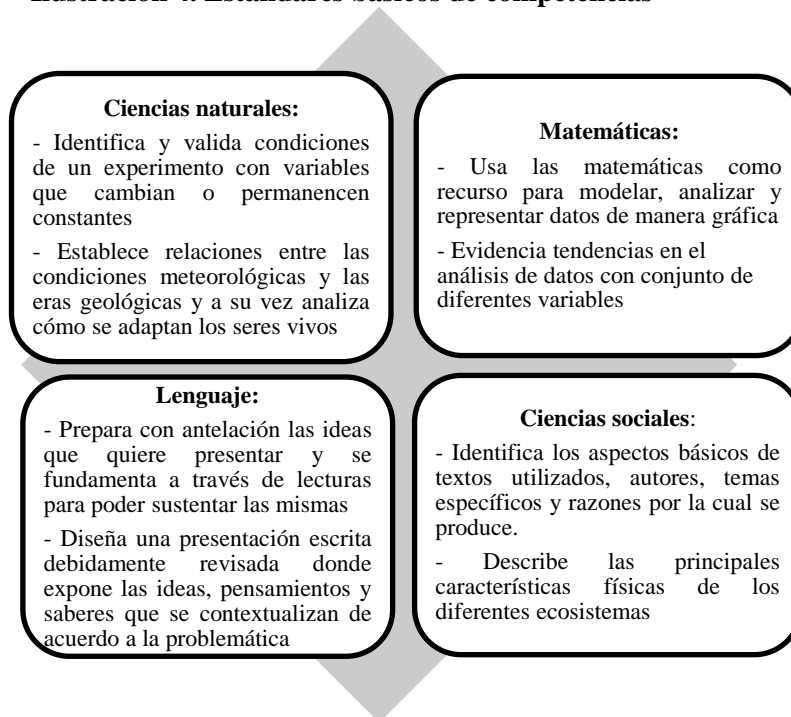 Ilustración 4. Estándares básicos de competencias
Ciencias naturales:
- Identifica y valida condiciones
de un experimento con variables
que cambian o permanencen
constantes
- Establece relaciones entre las
condiciones meteorológicas y las
eras geológicas y a su vez analiza
cómo se adaptan los seres vivos
Matemáticas:
- Usa las matemáticas como
recurso para modelar, analizar y
representar datos de manera gráfica
- Evidencia tendencias en el
análisis de datos con conjunto de
diferentes variables
Lenguaje:
- Prepara con antelación las ideas
que quiere presentar y se
fundamenta a través de lecturas
para poder sustentar las mismas
- Diseña una presentación escrita
debidamente revisada donde
expone las ideas, pensamientos y
saberes que se contextualizan de
acuerdo a la problemática
Ciencias sociales:
- Identifica los aspectos básicos de
textos utilizados, autores, temas
específicos y razones por la cual se
produce.
- Describe las principales
características físicas de los
diferentes ecosistemas